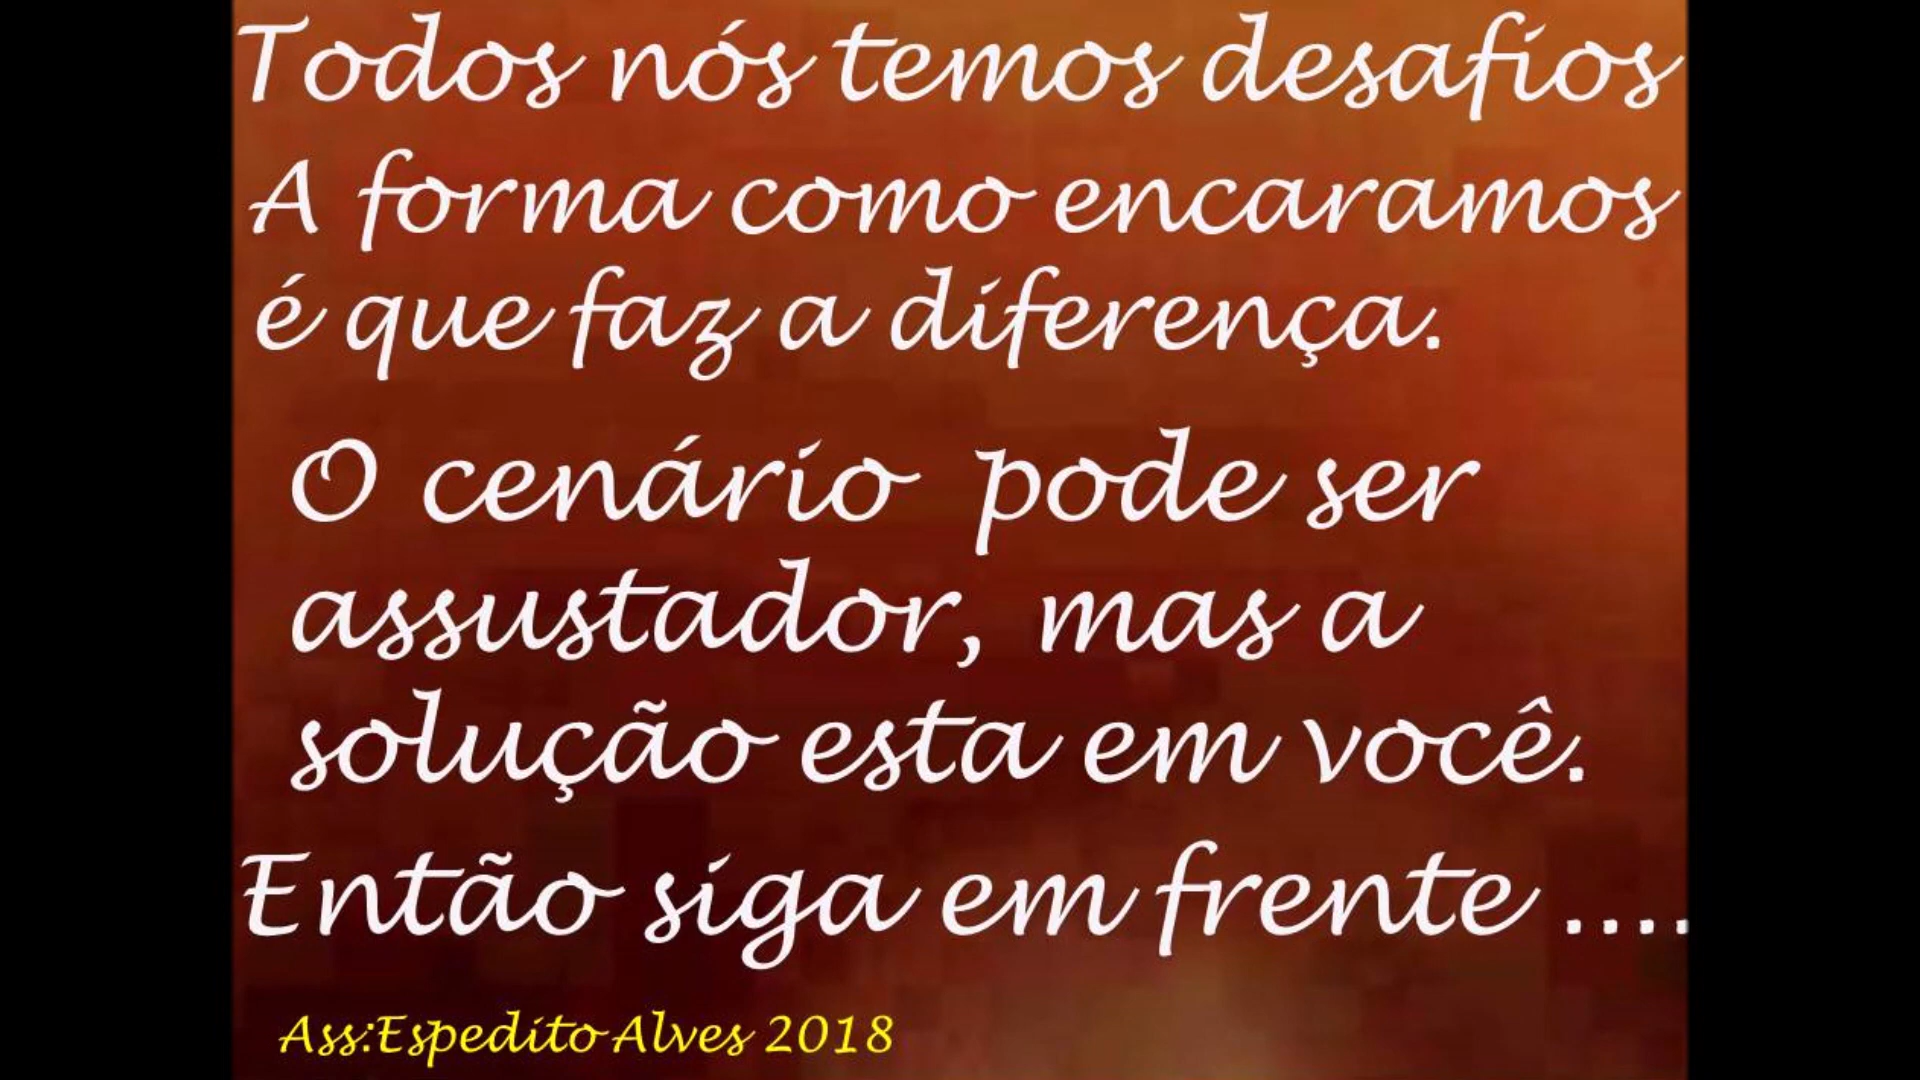 Todos nós temos desafios
A forma como encaramos
é que faz a diferença.
O cenário pode ser
assustador, mas a
solução esta em você.
Então siga em frente ....
Ass:Espedito Alves 2018